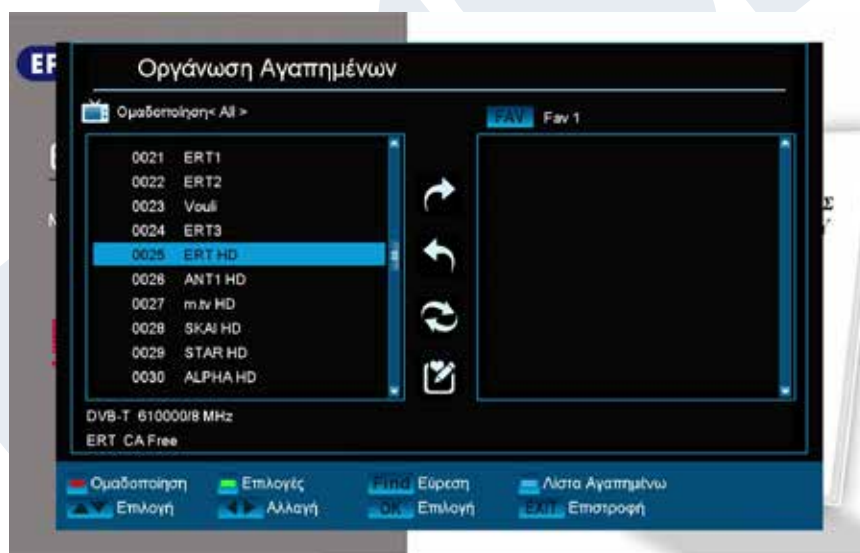 Οργάνωση Αγαπημένων
Ομαδοποίηση< All >
FAV Fav 1
0021 ERT1
0022 ERT2
0023 Vouli
0024 ERT3
0025 ERT HD
0026 ANT1 HD
0027 m.tv HD
0028 SKAI HD
0029 STAR HD
0030 ALPHA HD
DVB-T 610000/8 MHz
ERT CA Free
Ομαδοποίηση Επιλογές Find Εύρεση Λίστα Αγαπημένω
Επιλογή Αλλαγή OK Επιλογή EXIT Επιστροφή